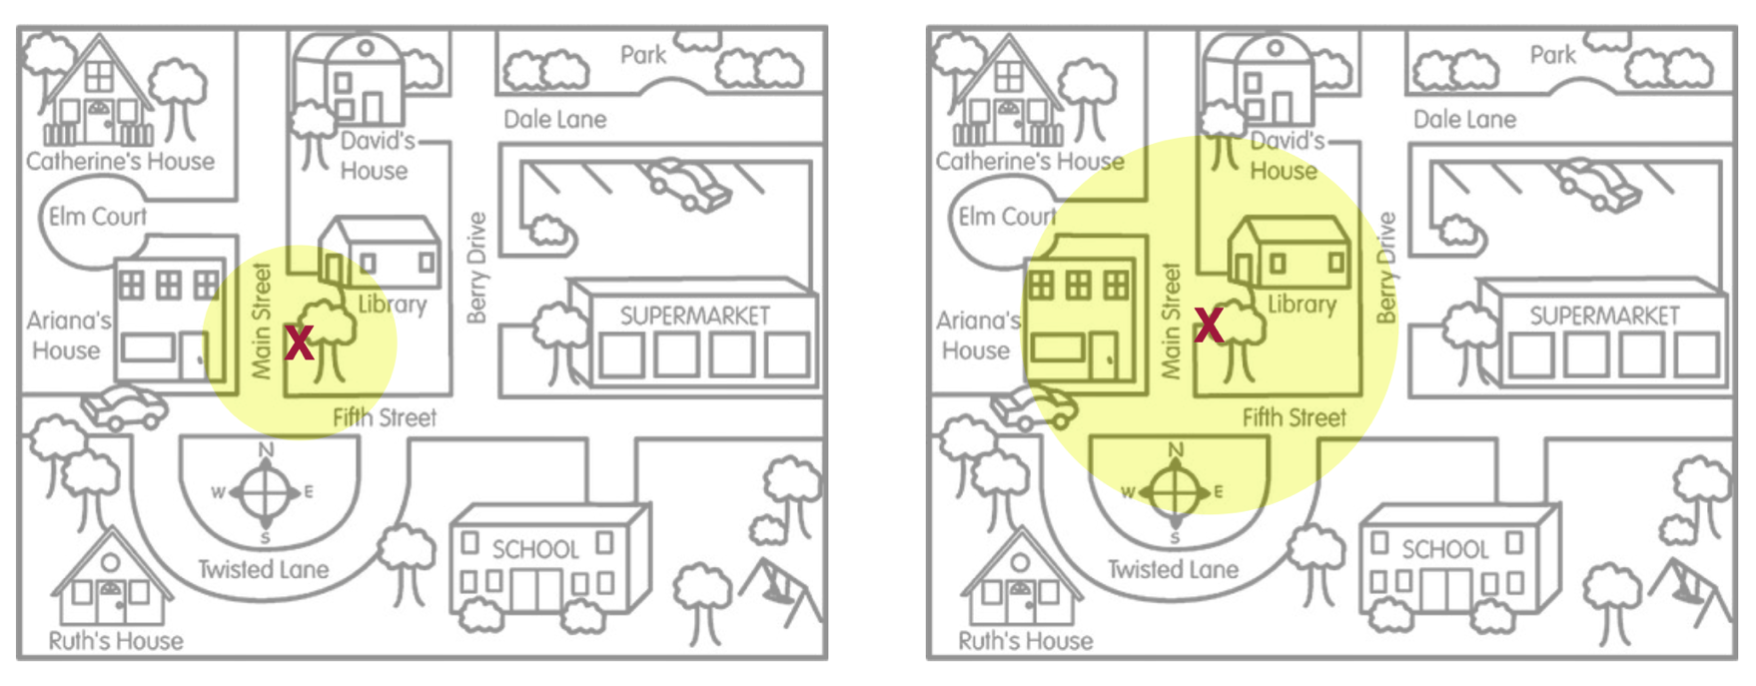 Park
Dale Lane
David's
House
Catherine's House
Elm Court
Berry Drive
Main Street
Library
Ariana's
House
SUPERMARKET
X
Fifth Street
N
W
E
S
SCHOOL
Twisted Lane
Ruth's House
Park
Dale Lane
David's
House
Catherine's House
Elm Court
Berry Drive
Main Street
Library
Ariana's
House
SUPERMARKET
X
Fifth Street
N
W
E
S
SCHOOL
Twisted Lane
Ruth's House